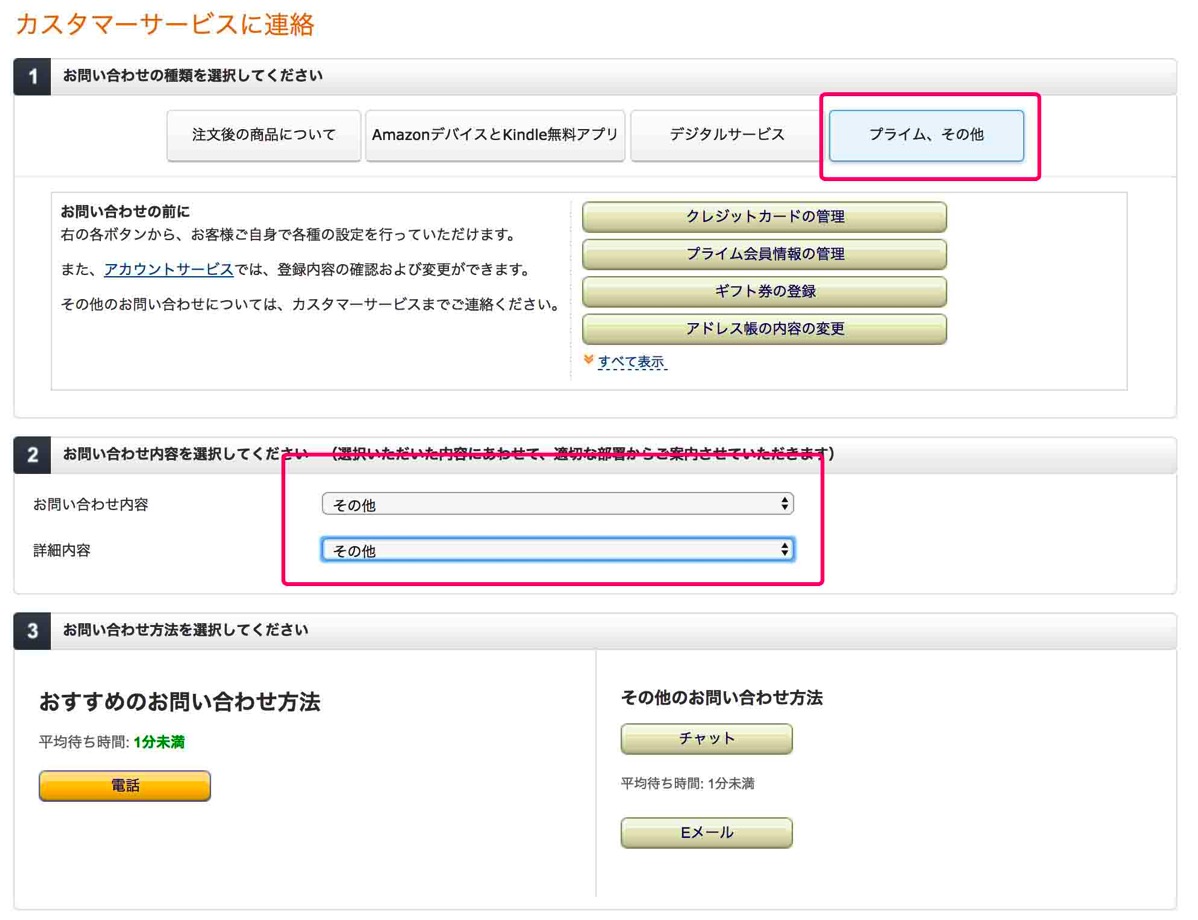 カスタマーサービスに連絡
1 お問い合わせの種類を選択してください
注文後の商品について AmazonデバイスとKindle無料アプリ デジタルサービス プライム、その他
お問い合わせの前に
右の各ボタンから、お客様ご自身で各種の設定を行っていただけます。
また、アカウントサービスでは、登録内容の確認および変更ができます。
その他のお問い合わせについては、カスタマーサービスまでご連絡ください。
クレジットカードの管理
プライム会員情報の管理
ギフト券の登録
アドレス帳の内容の変更
すべて表示
2 お問い合わせ内容を選択してください (選択いただいた内容にあわせて、適切な部署からご案内させていただきます)
お問い合わせ内容 その他
詳細内容 その他
3 お問い合わせ方法を選択してください
おすすめのお問い合わせ方法
平均待ち時間: 1分未満
電話
その他のお問い合わせ方法
チャット
平均待ち時間: 1分未満
Eメール